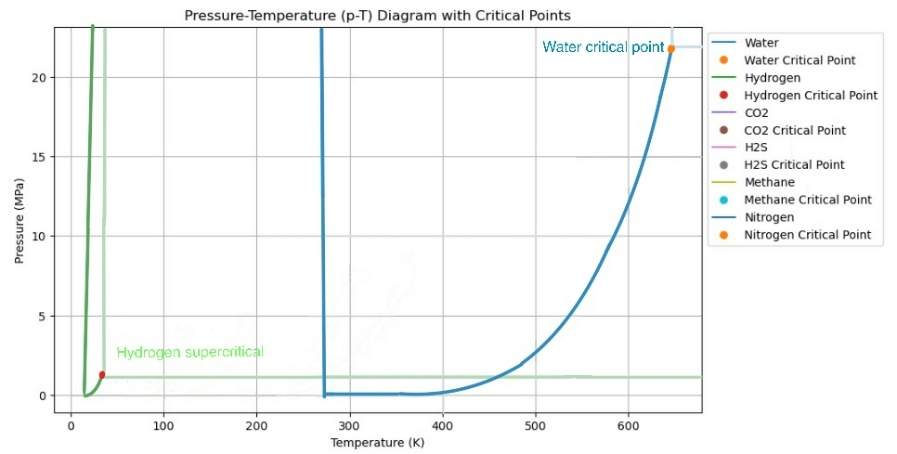 Pressure-Temperature (p-T) Diagram with Critical Points
Water critical point
Hydrogen supercritical
Pressure (MPa)
20
15
10
5
0
0 100 200 300 400 500 600
Temperature (K)
Water
Water Critical Point
Hydrogen
Hydrogen Critical Point
CO2
CO2 Critical Point
H2S
H2S Critical Point
Methane
Methane Critical Point
Nitrogen
Nitrogen Critical Point